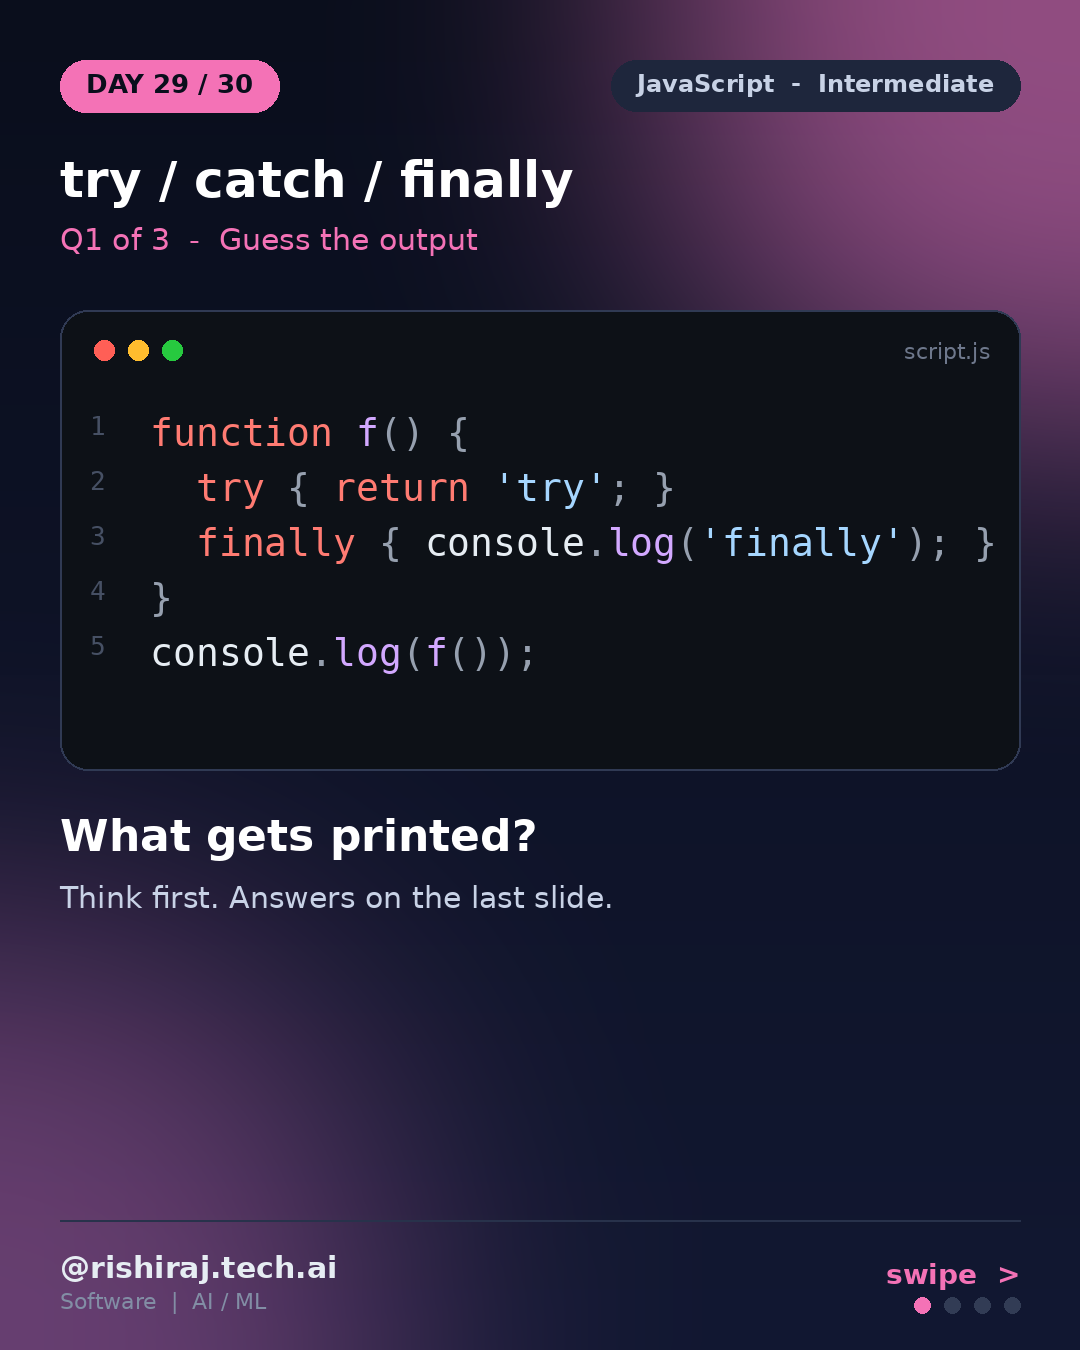 DAY 29 / 30
JavaScript - Intermediate
try / catch / finally
Q1 of 3 - Guess the output
script.js
1 function f() {
2   try { return 'try'; }
3   finally { console.log('finally'); }
4 }
5 console.log(f());
What gets printed?
Think first. Answers on the last slide.
@rishiraj.tech.ai
Software | AI / ML
swipe >